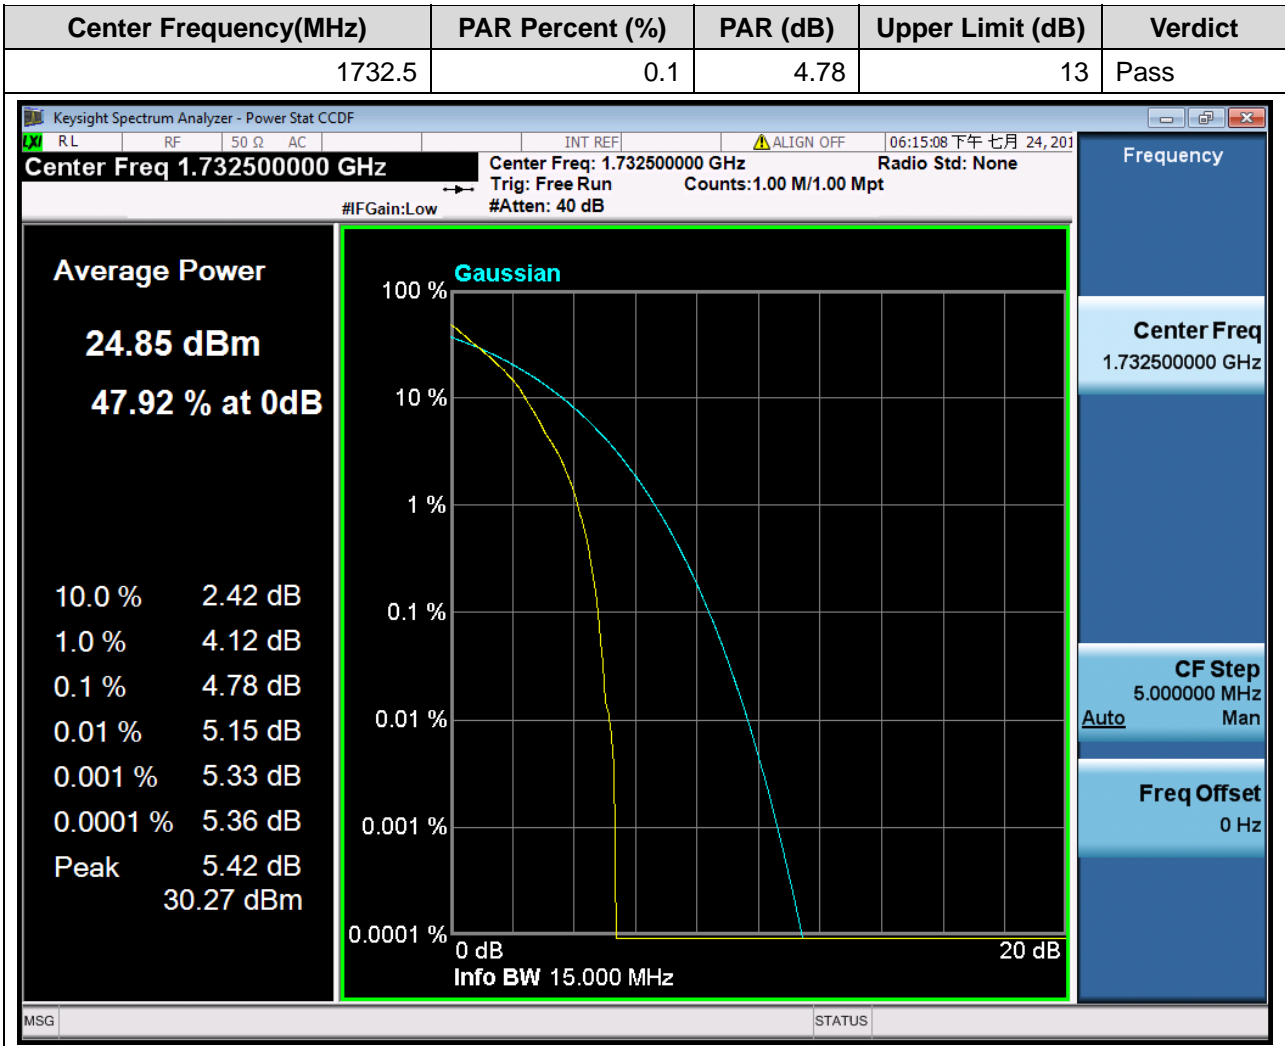 Center Frequency(MHz) PAR Percent (%) PAR (dB) Upper Limit (dB) Verdict
1732.5 0.1 4.78 13 Pass
Keysight Spectrum Analyzer - Power Stat CCDF
LXI RL RF 50 Ω AC INT REF ALIGN OFF 06:15:08 下午 七月 24, 201
Center Freq 1.732500000 GHz
Center Freq: 1.732500000 GHz Radio Std: None
Trig: Free Run Counts:1.00 M/1.00 Mpt
#IFGain:Low #Atten: 40 dB
Average Power
24.85 dBm
47.92 % at 0dB
10.0 % 2.42 dB
1.0 % 4.12 dB
0.1 % 4.78 dB
0.01 % 5.15 dB
0.001 % 5.33 dB
0.0001 % 5.36 dB
Peak 5.42 dB
30.27 dBm
Gaussian
100 %
10 %
1 %
0.1 %
0.01 %
0.001 %
0.0001 %
0 dB 20 dB
Info BW 15.000 MHz
Frequency
Center Freq
1.732500000 GHz
CF Step
5.000000 MHz
Auto Man
Freq Offset
0 Hz
MSG STATUS